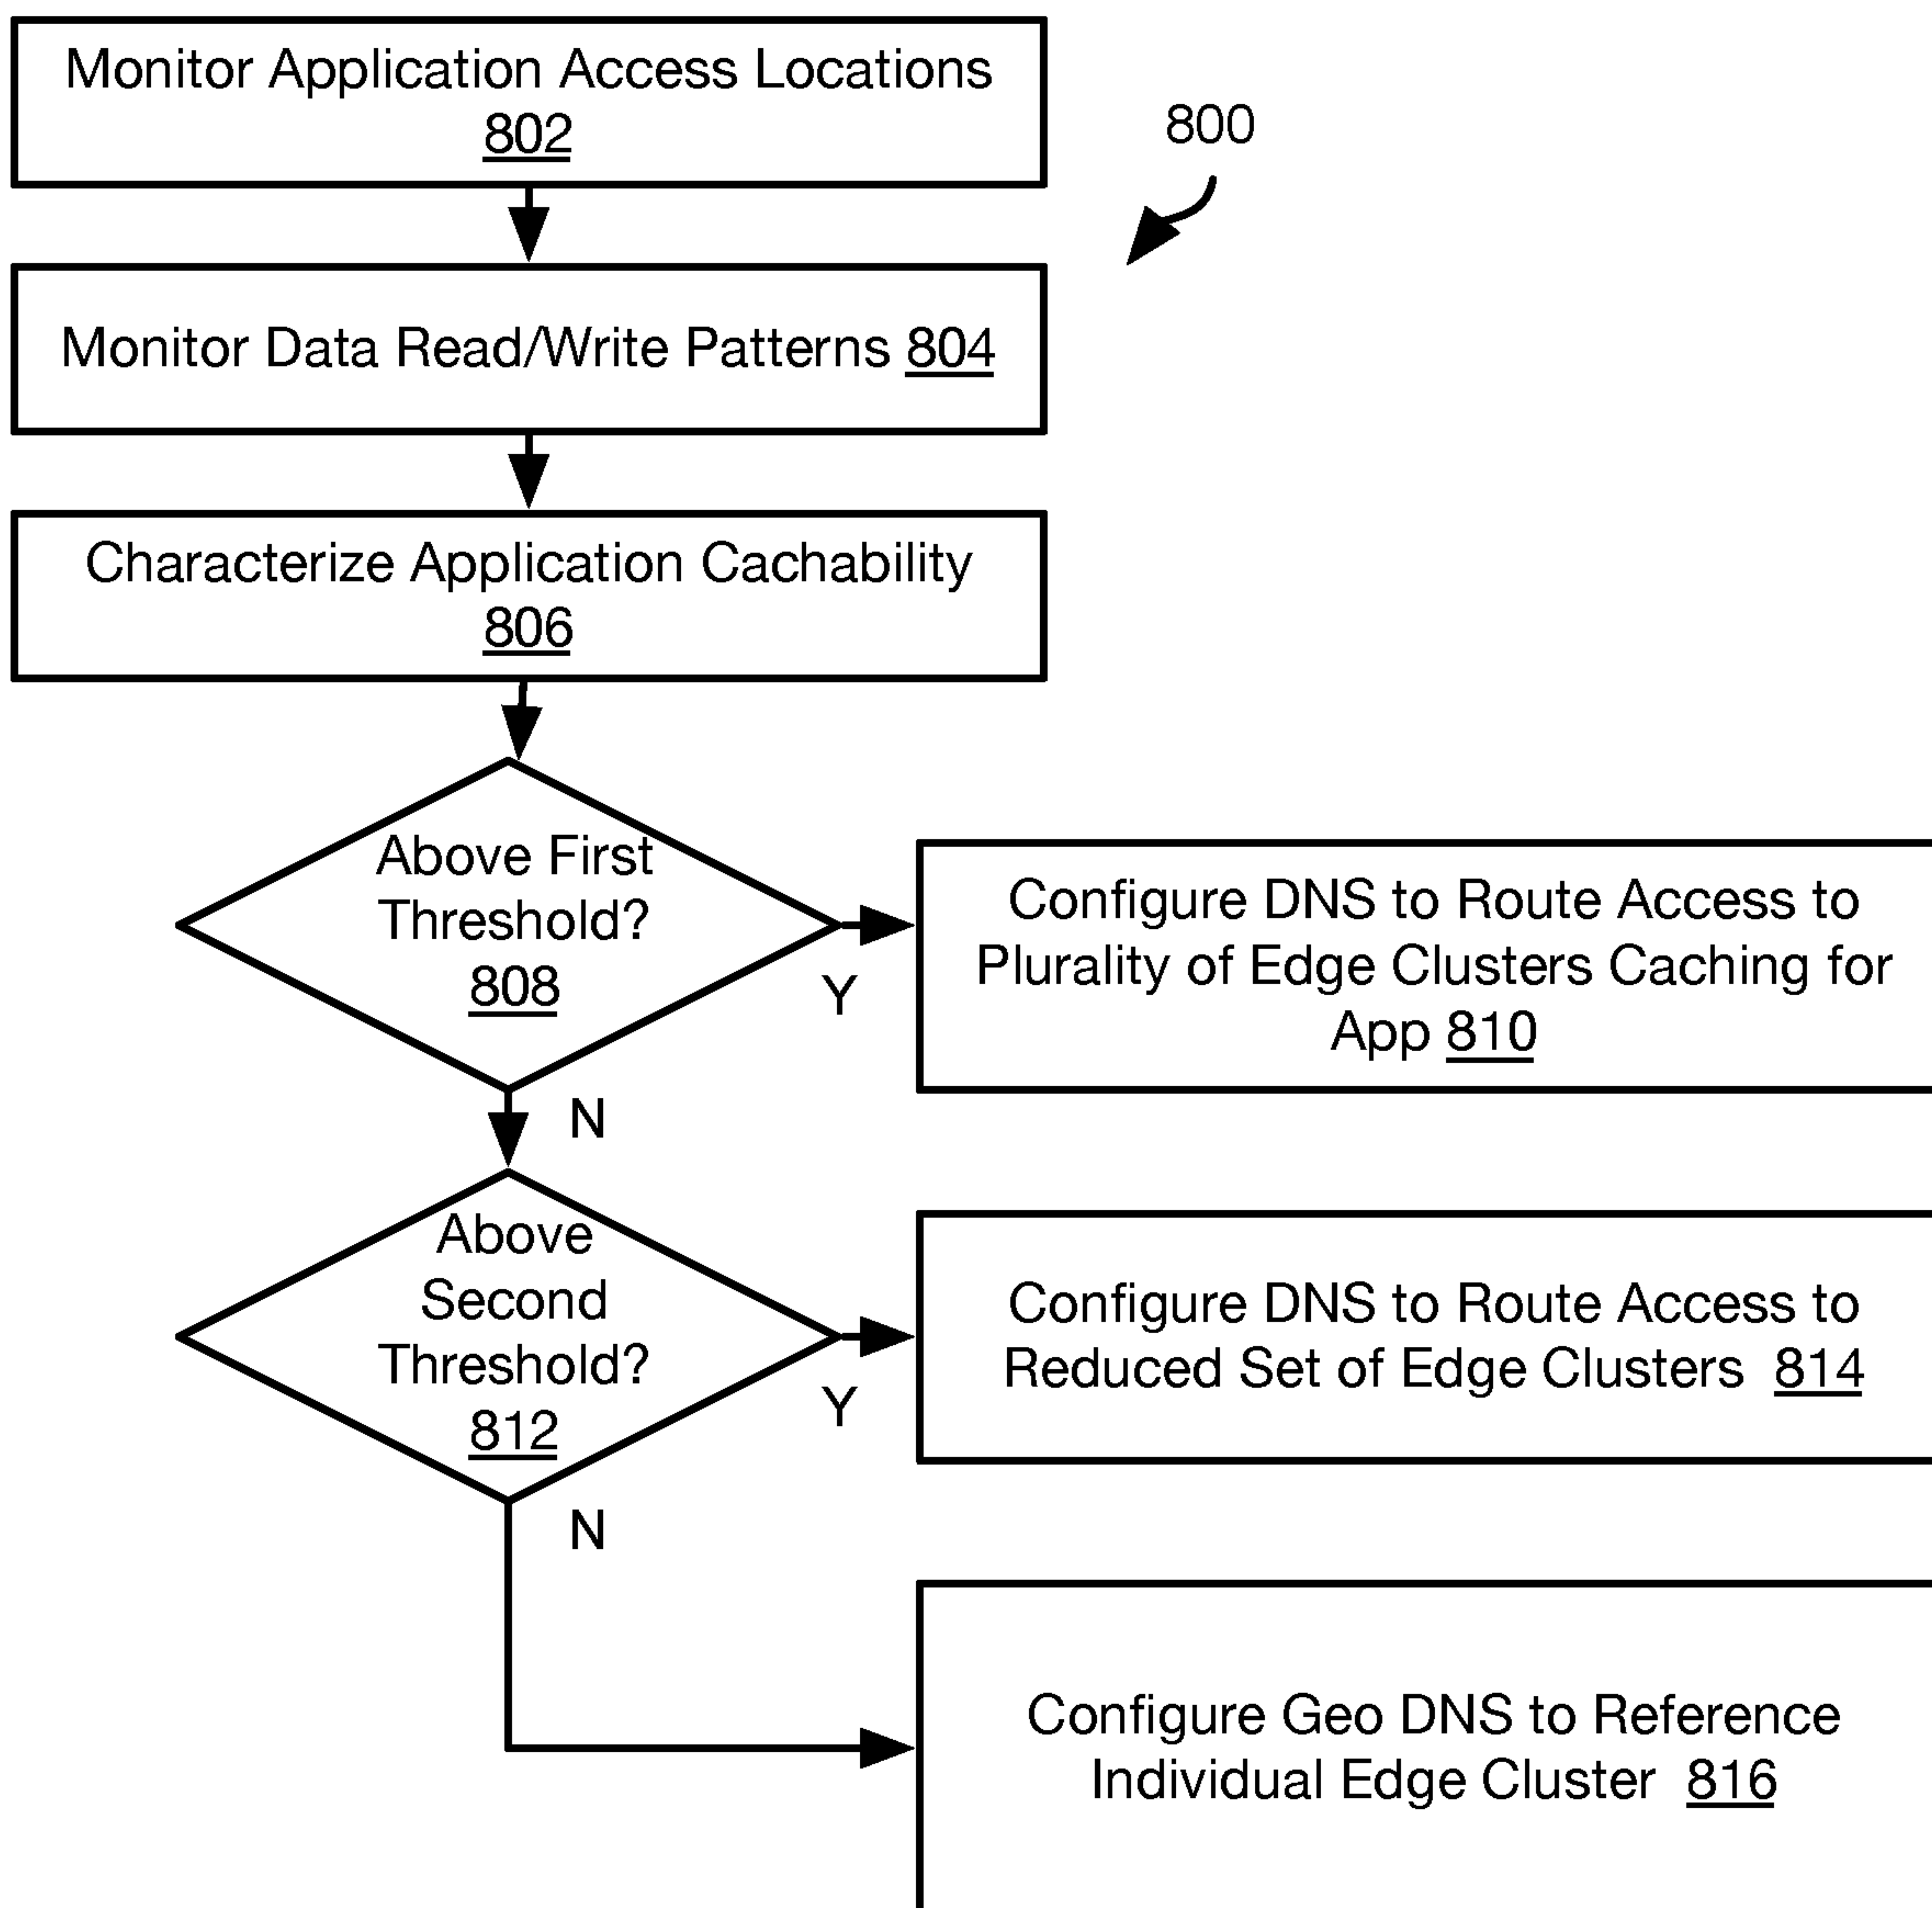 Monitor Application Access Locations
802
800
Monitor Data Read/Write Patterns 804
Characterize Application Cachability
806
Above First
Threshold?
808
Y
Configure DNS to Route Access to
Plurality of Edge Clusters Caching for
App 810
N
Above
Second
Threshold?
812
Y
Configure DNS to Route Access to
Reduced Set of Edge Clusters 814
N
Configure Geo DNS to Reference
Individual Edge Cluster 816